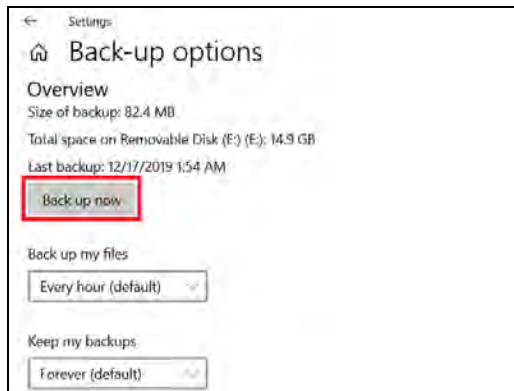 Settings
Back-up options
Overview
Size of backup: 82.4 MB
Total space on Removable Disk (E:) (E:): 14.9 GB
Last backup: 12/17/2019 1:54 AM
Back up now
Back up my files
Every hour (default)
Keep my backups
Forever (default)